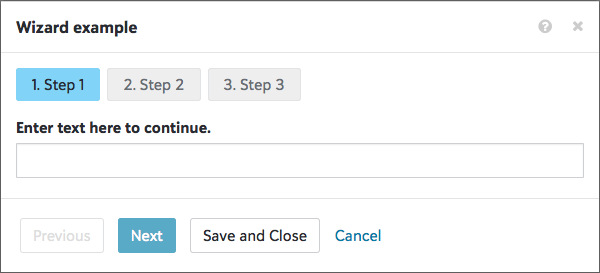 Wizard example
1. Step 1 2. Step 2 3. Step 3
Enter text here to continue.
Previous Next Save and Close Cancel